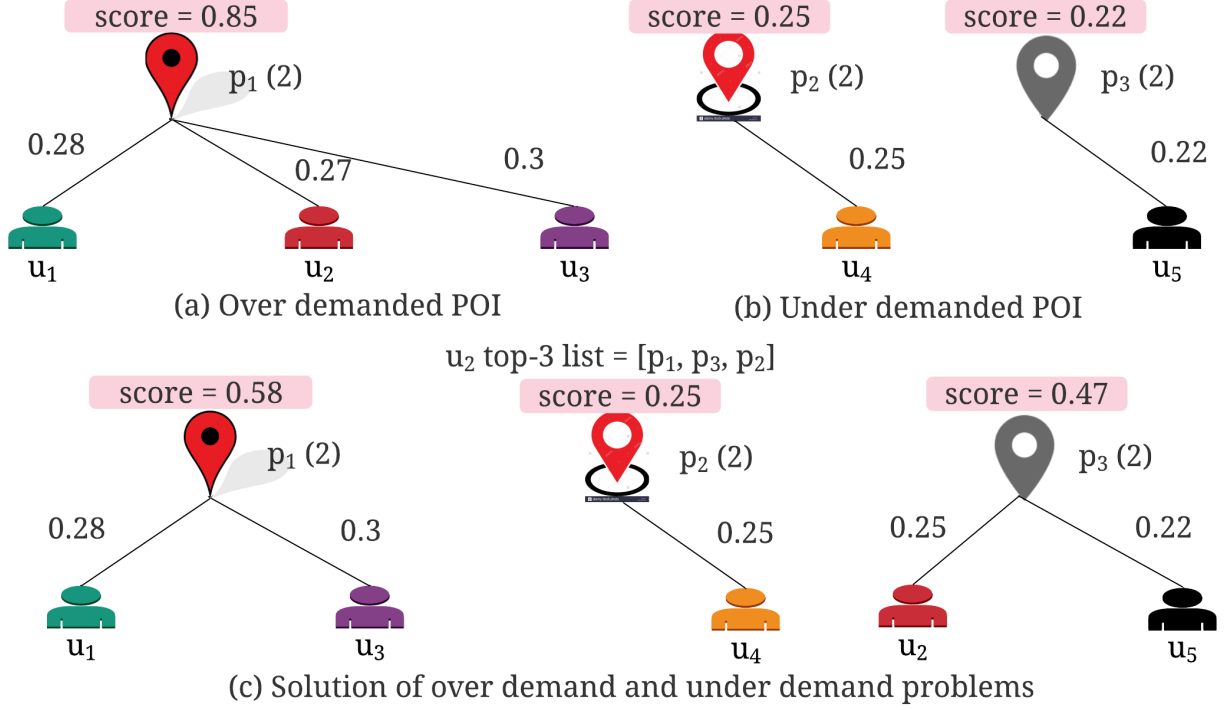 score = 0.85
score = 0.25
score = 0.22
p₁ (2)
p₂ (2)
p₃ (2)
0.28
0.27
0.3
0.25
0.22
u₁
u₂
u₃
u₄
u₅
(a) Over demanded POI
(b) Under demanded POI
u₂ top-3 list = [p₁, p₃, p₂]
score = 0.58
score = 0.25
score = 0.47
p₁ (2)
p₂ (2)
p₃ (2)
0.28
0.3
0.25
0.25
0.22
u₁
u₃
u₄
u₂
u₅
(c) Solution of over demand and under demand problems